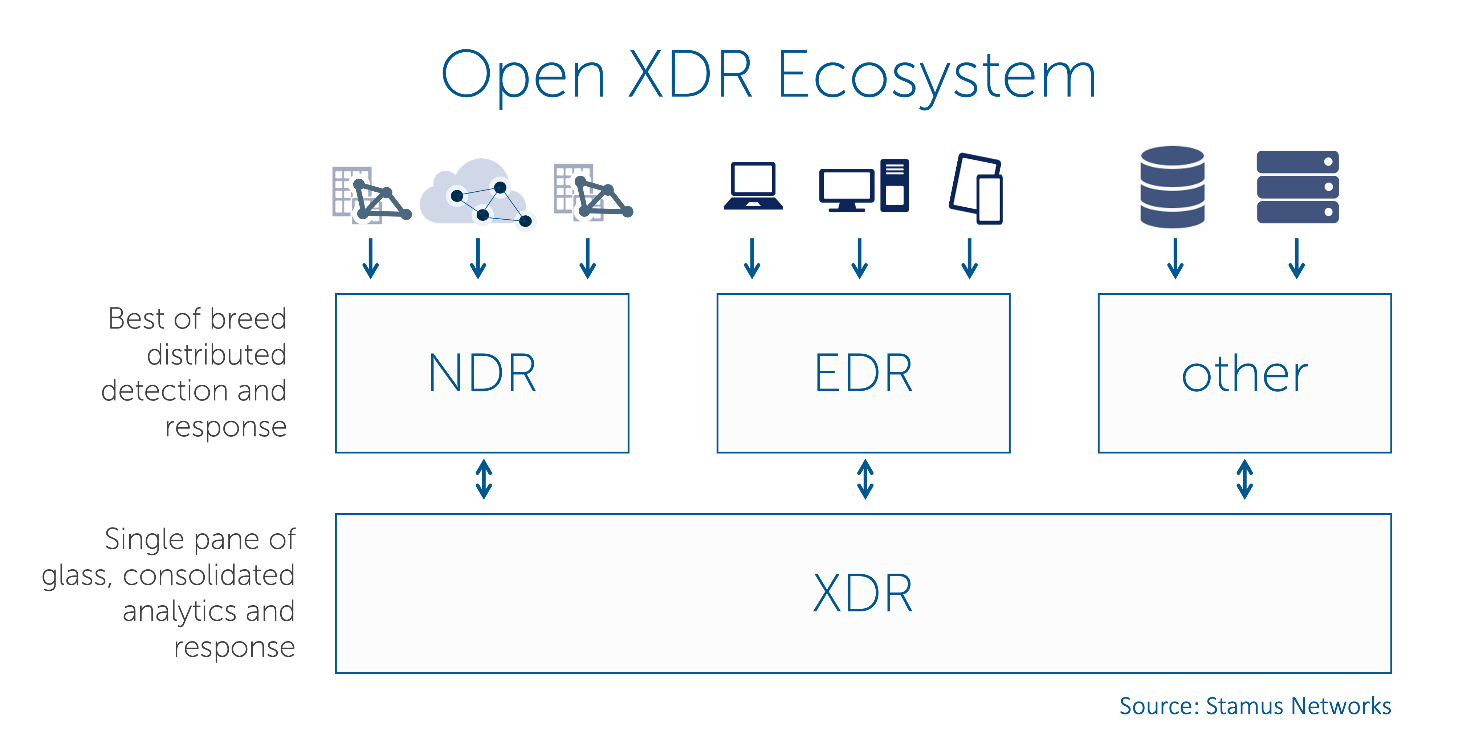 Open XDR Ecosystem
Best of breed
distributed
detection and
response
NDR
EDR
other
Single pane of
glass, consolidated
analytics and
response
XDR
Source: Stamus Networks